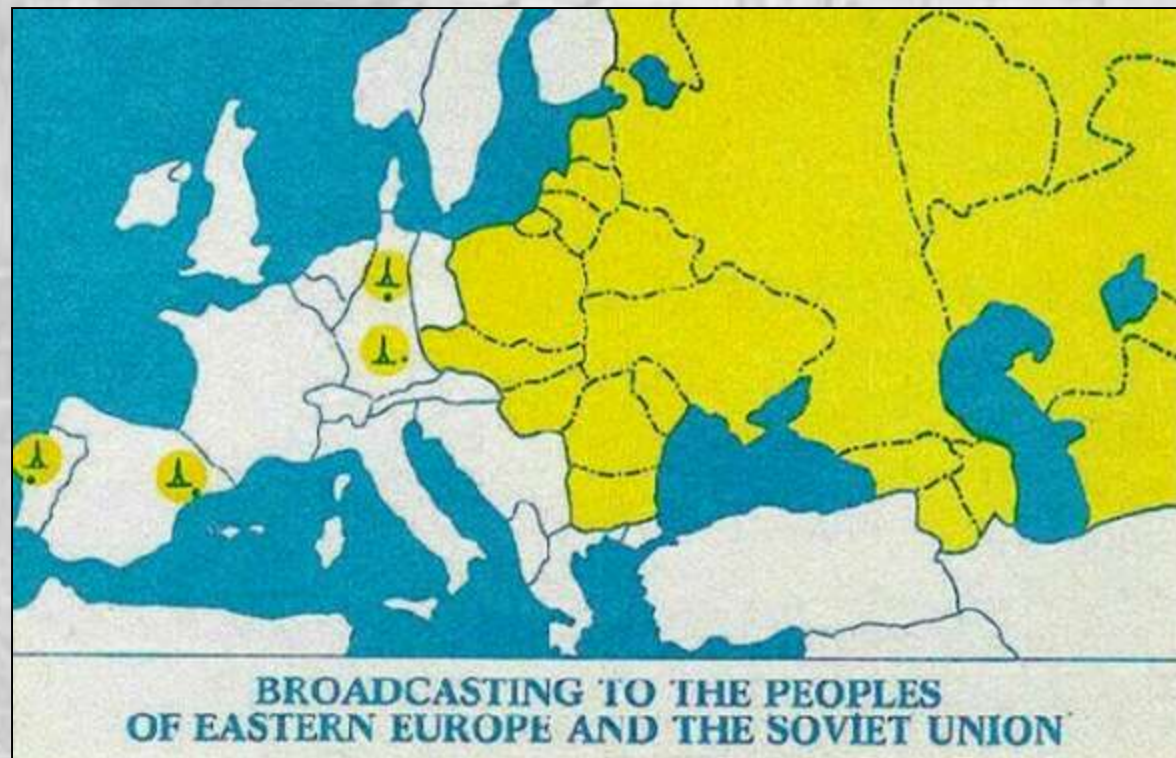 BROADCASTING TO THE PEOPLES
OF EASTERN EUROPE AND THE SOVIET UNION